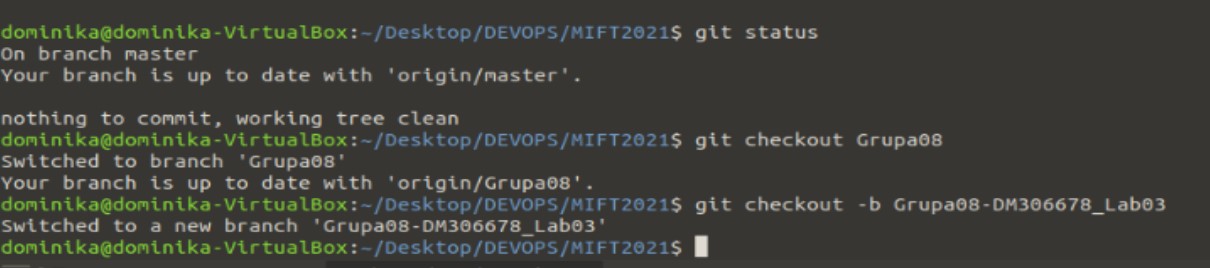 dominika@dominika-VirtualBox:~/Desktop/DEVOPS/MIFT2021$ git status
On branch master
Your branch is up to date with 'origin/master'.

nothing to commit, working tree clean
dominika@dominika-VirtualBox:~/Desktop/DEVOPS/MIFT2021$ git checkout Grupa08
Switched to branch 'Grupa08'
Your branch is up to date with 'origin/Grupa08'.
dominika@dominika-VirtualBox:~/Desktop/DEVOPS/MIFT2021$ git checkout -b Grupa08-DM306678_Lab03
Switched to a new branch 'Grupa08-DM306678_Lab03'
dominika@dominika-VirtualBox:~/Desktop/DEVOPS/MIFT2021$